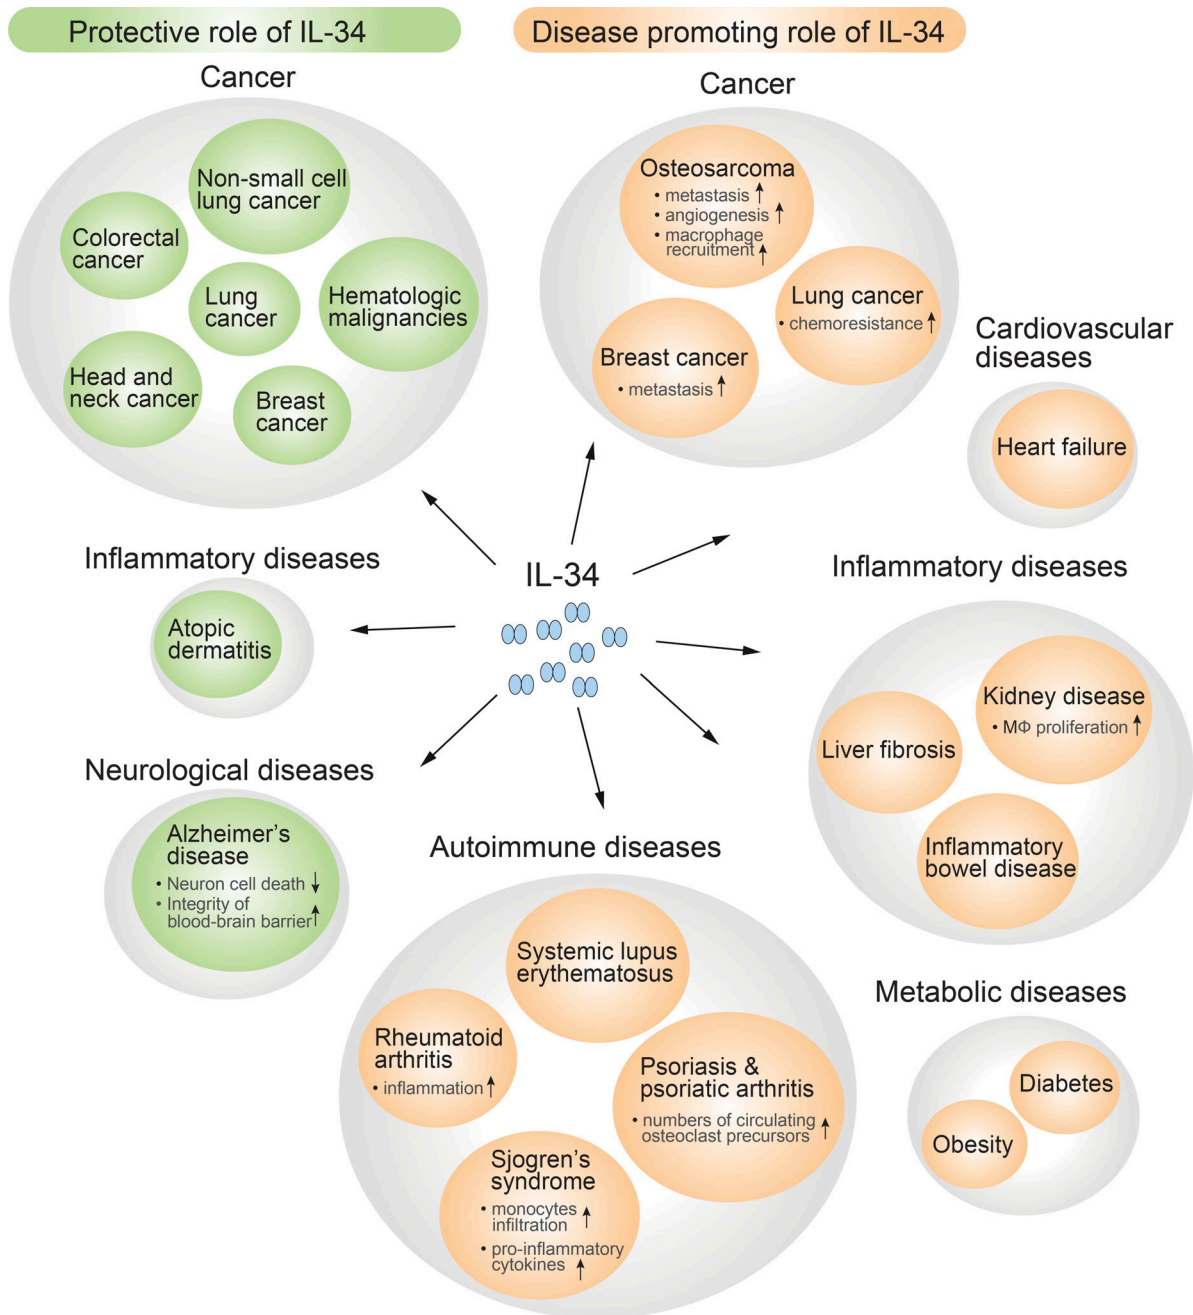 Protective role of IL-34
Disease promoting role of IL-34
Cancer
Non-small cell
lung cancer
Colorectal
cancer
Lung
cancer
Hematologic
malignancies
Head and
neck cancer
Breast
cancer
Cancer
Osteosarcoma
• metastasis ↑
• angiogenesis ↑
• macrophage
recruitment ↑
Lung cancer
• chemoresistance ↑
Breast cancer
• metastasis ↑
Cardiovascular
diseases
Heart failure
Inflammatory diseases
Atopic
dermatitis
IL-34
Inflammatory diseases
Kidney disease
• MΦ proliferation ↑
Liver fibrosis
Inflammatory
bowel disease
Neurological diseases
Alzheimer's
disease
• Neuron cell death ↓
• Integrity of
blood-brain barrier ↑
Autoimmune diseases
Systemic lupus
erythematosus
Rheumatoid
arthritis
• inflammation ↑
Psoriasis &
psoriatic arthritis
• numbers of circulating
osteoclast precursors ↑
Sjogren's
syndrome
• monocytes
infiltration ↑
• pro-inflammatory
cytokines ↑
Metabolic diseases
Diabetes
Obesity